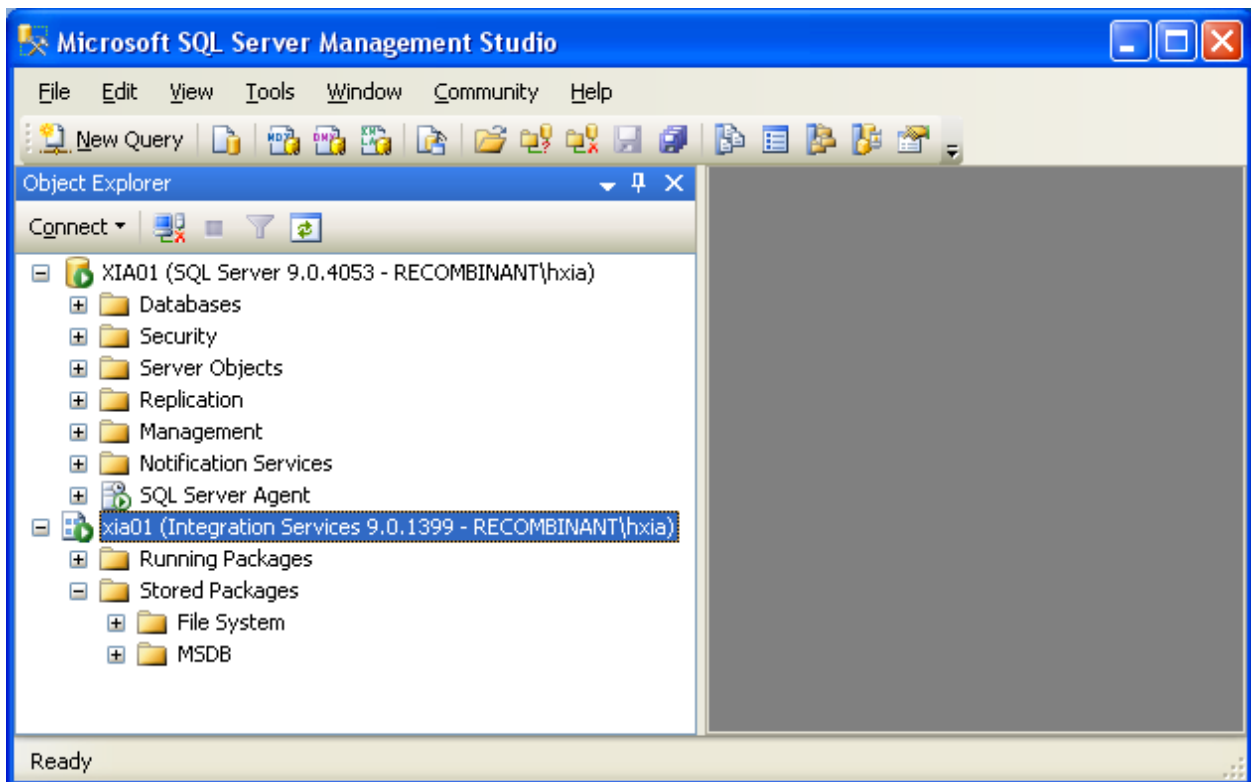 Microsoft SQL Server Management Studio
File Edit View Tools Window Community Help
New Query
Object Explorer
Connect
XIA01 (SQL Server 9.0.4053 - RECOMBINANT\hxia)
Databases
Security
Server Objects
Replication
Management
Notification Services
SQL Server Agent
xia01 (Integration Services 9.0.1399 - RECOMBINANT\hxia)
Running Packages
Stored Packages
File System
MSDB
Ready